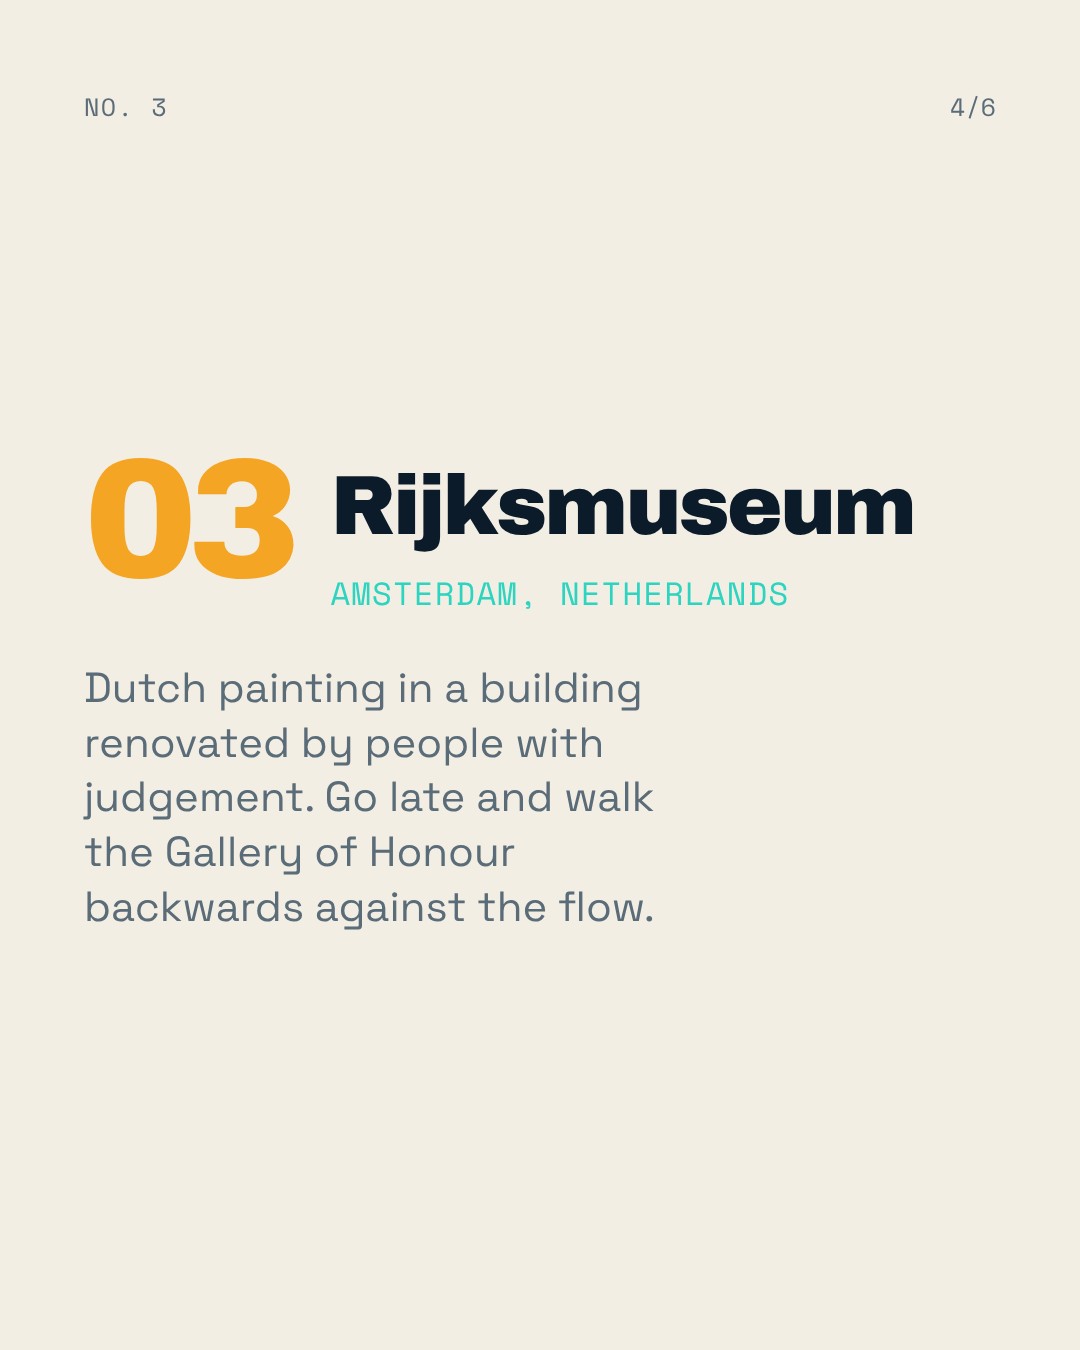 NO. 3
4/6
03
Rijksmuseum
AMSTERDAM, NETHERLANDS
Dutch painting in a building
renovated by people with
judgement. Go late and walk
the Gallery of Honour
backwards against the flow.